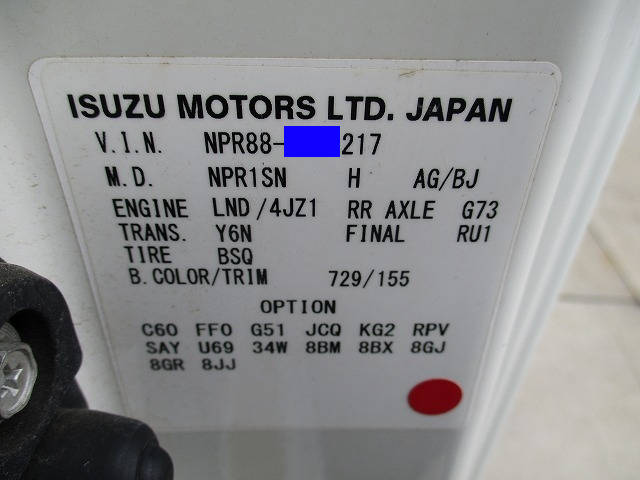 ISUZU MOTORS LTD. JAPAN
V.I.N. NPR88- 217
M.D. NPR1SN H AG/BJ
ENGINE LND/4JZ1 RR AXLE G73
TRANS. Y6N FINAL RU1
TIRE BSQ
B.COLOR/TRIM 729/155
OPTION
C60 FF0 G51 JCQ KG2 RPV
SAY U69 34W 8BM 8BX 8GJ
8GR 8JJ